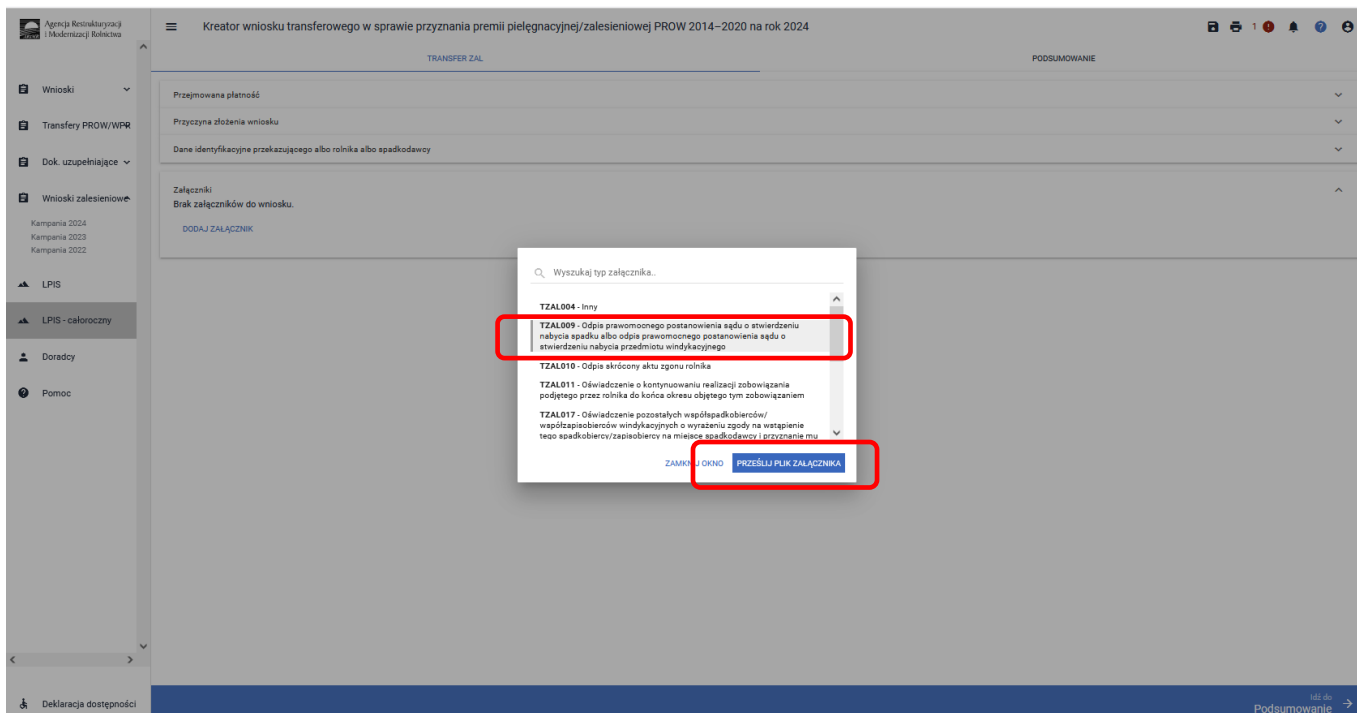 Agencja Restrukturyzacji
i Modernizacji Rolnictwa
Kreator wniosku transferowego w sprawie przyznania premii pielęgnacyjnej/zalesieniowej PROW 2014–2020 na rok 2024
1
TRANSFER ZAL
PODSUMOWANIE
Wnioski
Transfery PROW/WPR
Dok. uzupełniające
Wnioski zalesieniowe
Kampania 2024
Kampania 2023
Kampania 2022
LPIS
LPIS - całoroczny
Doradcy
Pomoc
Deklaracja dostępności
Przejmowana płatność
Przyczyna złożenia wniosku
Dane identyfikacyjne przekazującego albo rolnika albo spadkodawcy
Załączniki
Brak załączników do wniosku.
DODAJ ZAŁĄCZNIK
Wyszukaj typ załącznika..
TZAL004 - Inny
TZAL009 - Odpis prawomocnego postanowienia sądu o stwierdzeniu
nabycia spadku albo odpis prawomocnego postanowienia sądu o
stwierdzeniu nabycia przedmiotu windykacyjnego
TZAL010 - Odpis skrócony aktu zgonu rolnika
TZAL011 - Oświadczenie o kontynuowaniu realizacji zobowiązania
podjętego przez rolnika do końca okresu objętego tym zobowiązaniem
TZAL017 - Oświadczenie pozostałych współspadkobierców/
współzapisobierców windykacyjnych o wyrażeniu zgody na wstąpienie
tego spadkobiercy/zapisobiercy na miejsce spadkodawcy i przyznanie mu
ZAMKNIJ OKNO
PRZEŚLIJ PLIK ZAŁĄCZNIKA
Idź do
Podsumowanie